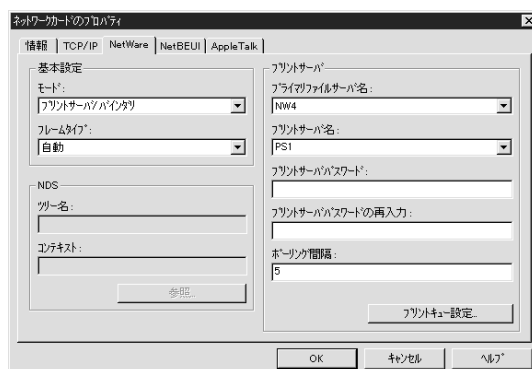 ネットワークカードのプロパティ
情報 TCP/IP NetWare NetBEUI AppleTalk
基本設定
モード:
プリントサーバ/バインダリ
フレームタイプ:
自動
NDS
ツリー名:
コンテキスト:
参照...
プリントサーバ
プライマリファイルサーバ名:
NW4
プリントサーバ名:
PS1
プリントサーバパスワード:
プリントサーバパスワードの再入力:
ポーリング間隔:
5
プリントキュー設定...
OK キャンセル ヘルプ